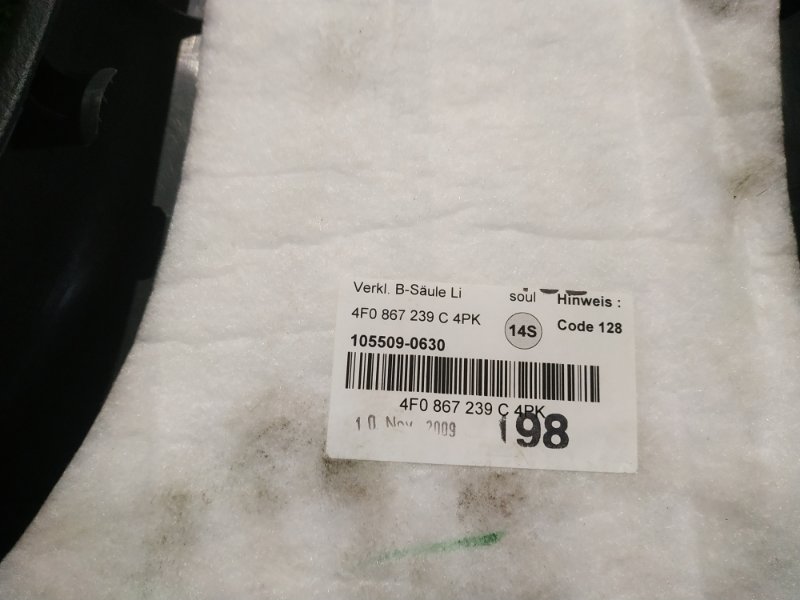 Verkl. B-Säule Li
soul
Hinweis :
4F0 867 239 C 4PK
14S
Code 128
105509-0630
4F0 867 239 C 4PK
10 Nov. 2009
198